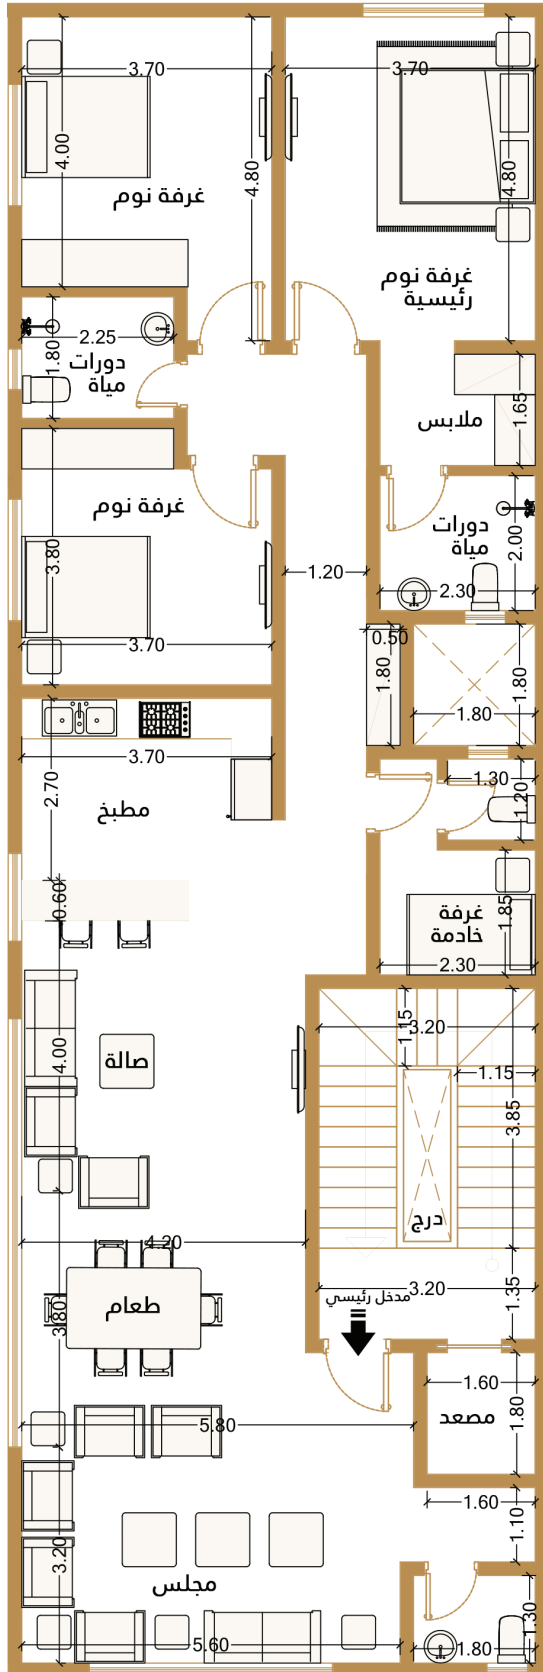 3.70
3.70
4.00
4.80
4.80
غرفة نوم
غرفة نوم
رئيسية
2.25
1.80
دورات
مياة
1.65
ملابس
غرفة نوم
3.80
دورات
مياة
2.00
2.30
1.20
3.70
0.50
1.80
1.80
1.80
3.70
2.70
مطبخ
1.30
1.20
0.60
غرفة
خادمة
1.85
2.30
4.00
صالة
1.15
3.20
1.15
3.85
درج
4.20
3.20
1.35
مدخل رئيسي
طعام
3.80
1.60
مصعد
1.80
5.80
1.60
1.10
3.20
مجلس
1.30
5.60
1.80